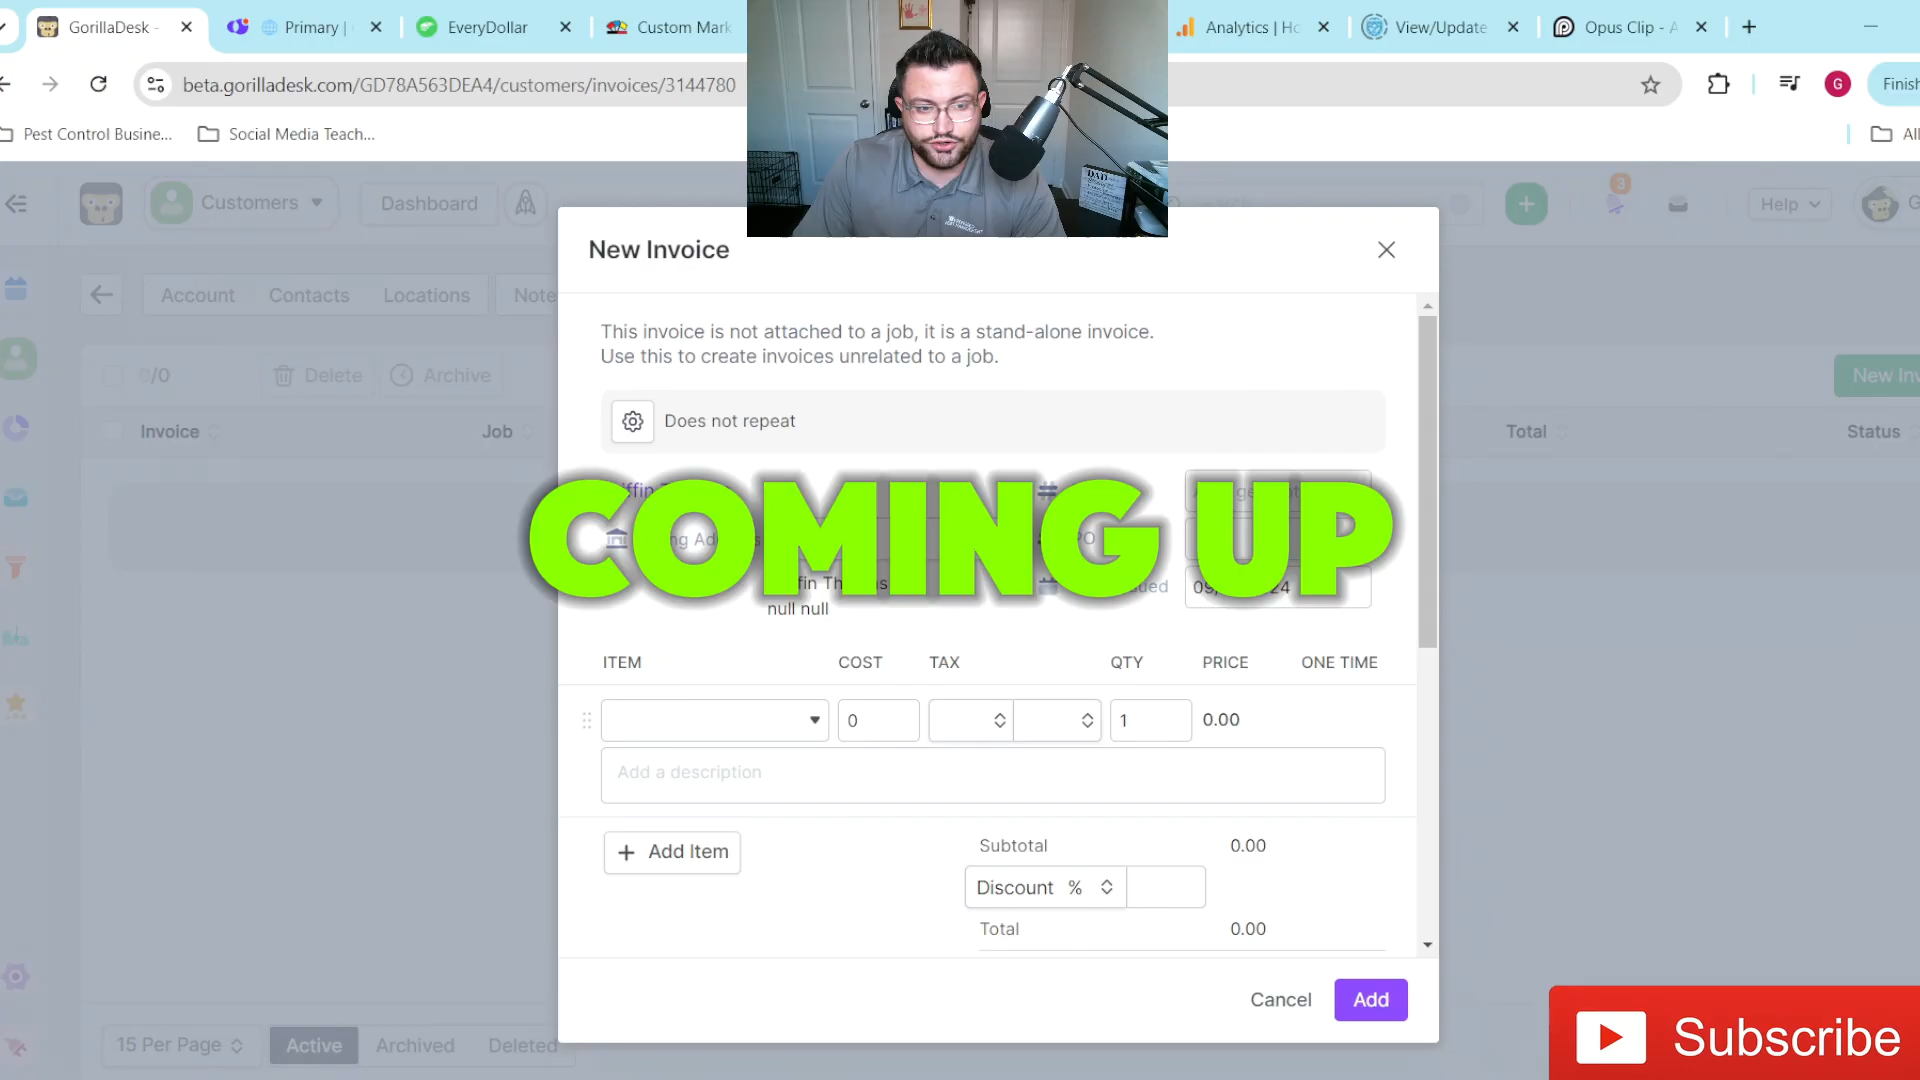 GorillaDesk -
Primary |
EveryDollar
Custom Mark
Analytics | Ho
View/Update
Opus Clip - A
beta.gorilladesk.com/GD78A563DEA4/customers/invoices/3144780
G
Finish
Pest Control Busine...
Social Media Teach...
All
DAD
Customers
Dashboard
3
Help
G
New Invoice
Account
Contacts
Locations
Note
This invoice is not attached to a job, it is a stand-alone invoice.
Use this to create invoices unrelated to a job.
0/0
Delete
Archive
New Inv
Does not repeat
Invoice
Job
Total
Status
COMING UP
null null
ITEM
COST
TAX
QTY
PRICE
ONE TIME
0
1
0.00
Add a description
+ Add Item
Subtotal
0.00
Discount %
Total
0.00
Cancel
Add
15 Per Page
Active
Archived
Deleted
Subscribe